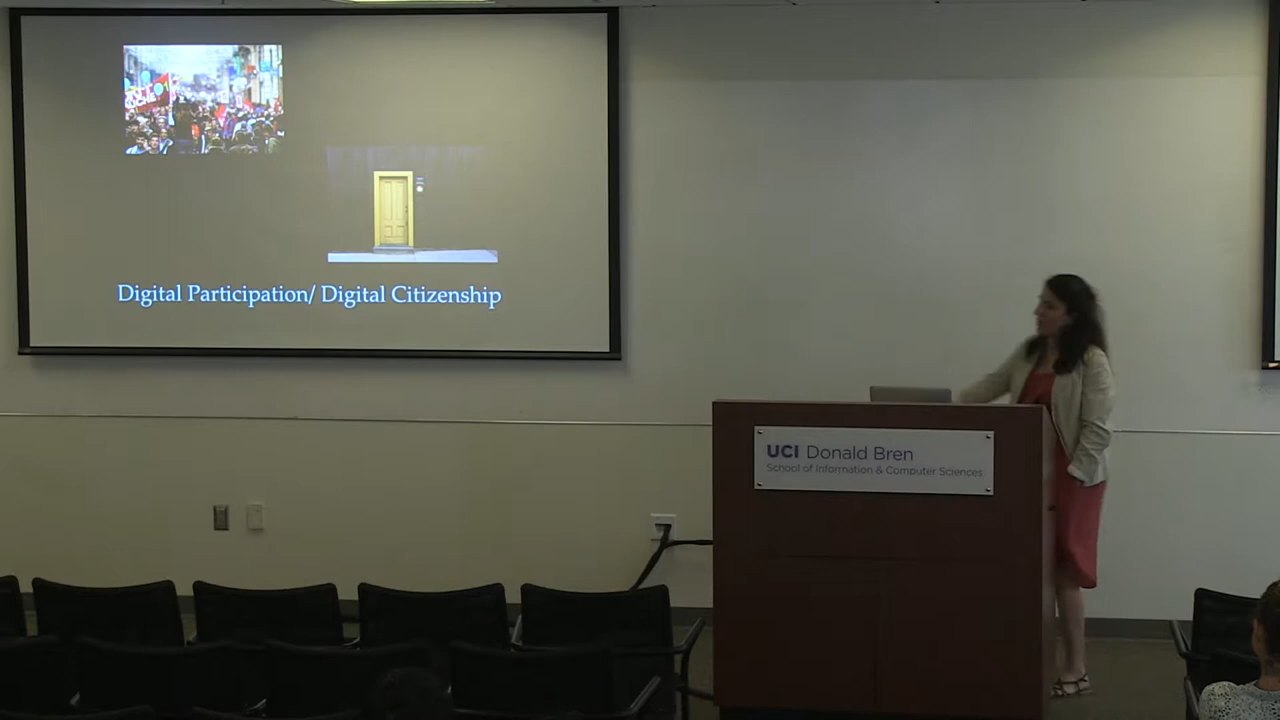 Digital Participation/ Digital Citizenship
UCI Donald Bren
School of Information & Computer Sciences